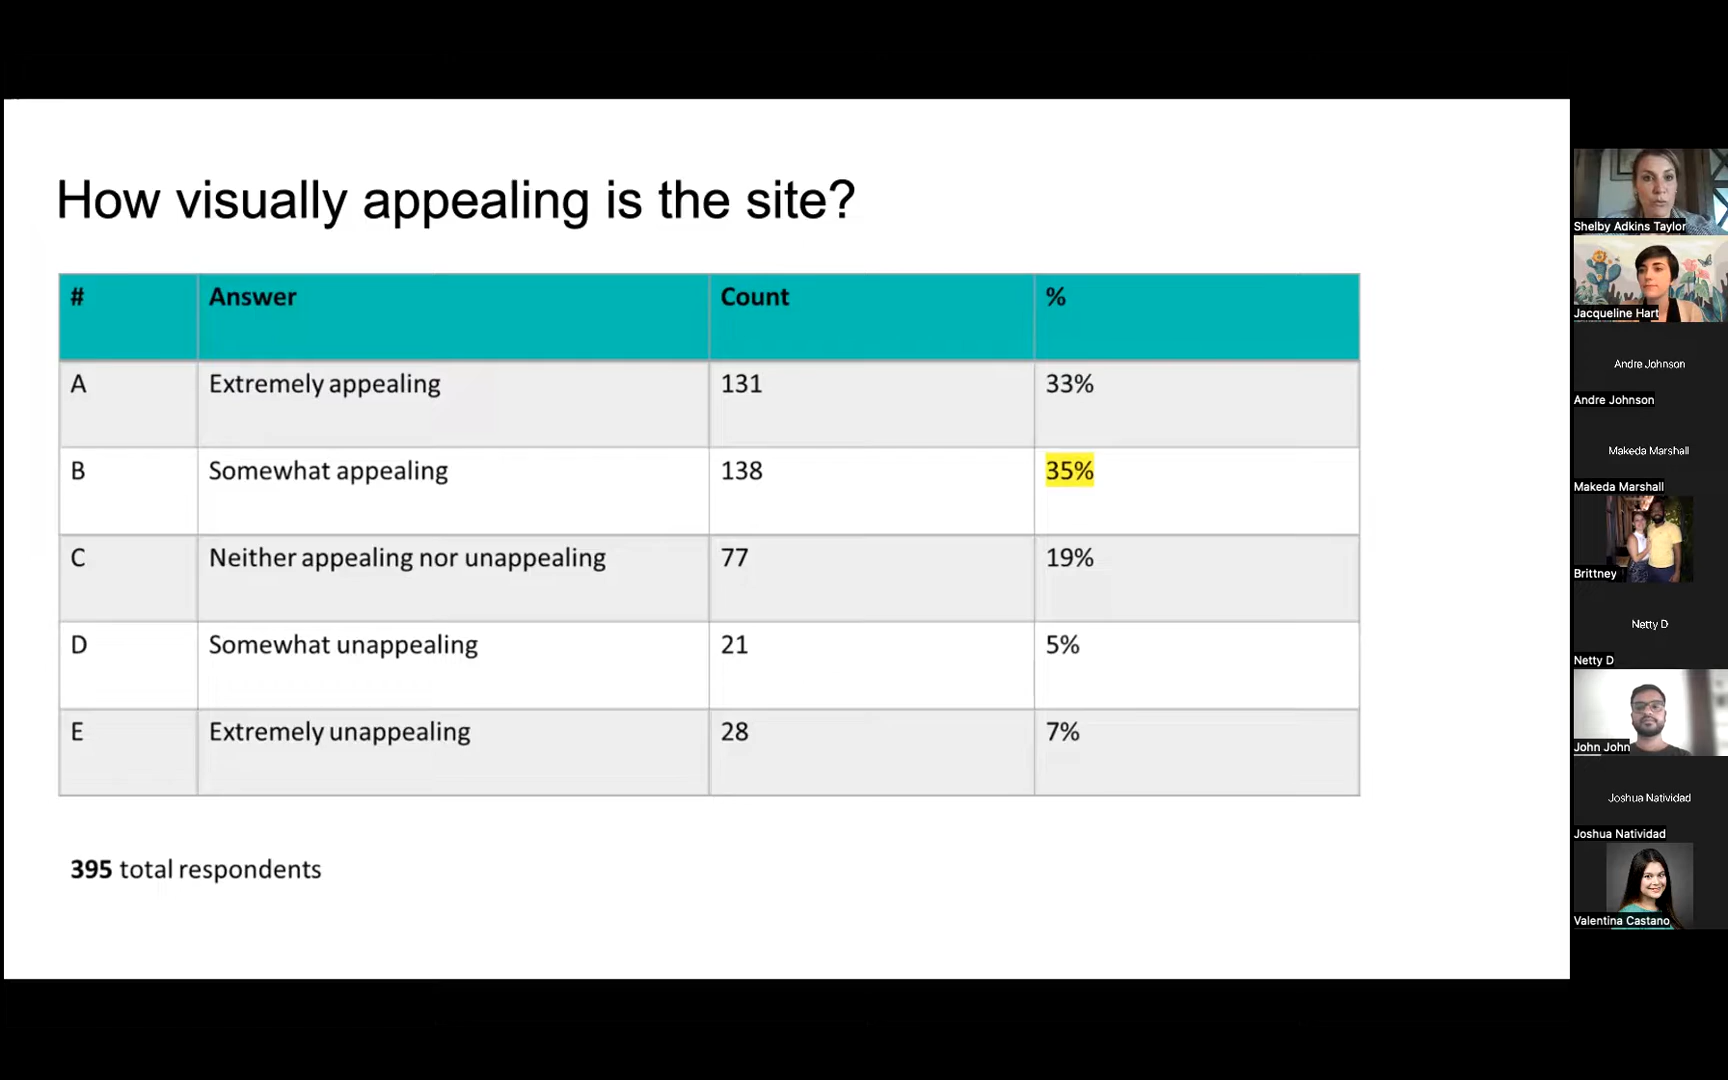 How visually appealing is the site?
# Answer Count %
A Extremely appealing 131 33%
B Somewhat appealing 138 35%
C Neither appealing nor unappealing 77 19%
D Somewhat unappealing 21 5%
E Extremely unappealing 28 7%
395 total respondents
Shelby Adkins Taylor
Jacqueline Hart
Andre Johnson
Andre Johnson
Makeda Marshall
Makeda Marshall
Brittney
Netty D
Netty D
John John
Joshua Natividad
Joshua Natividad
Valentina Castano